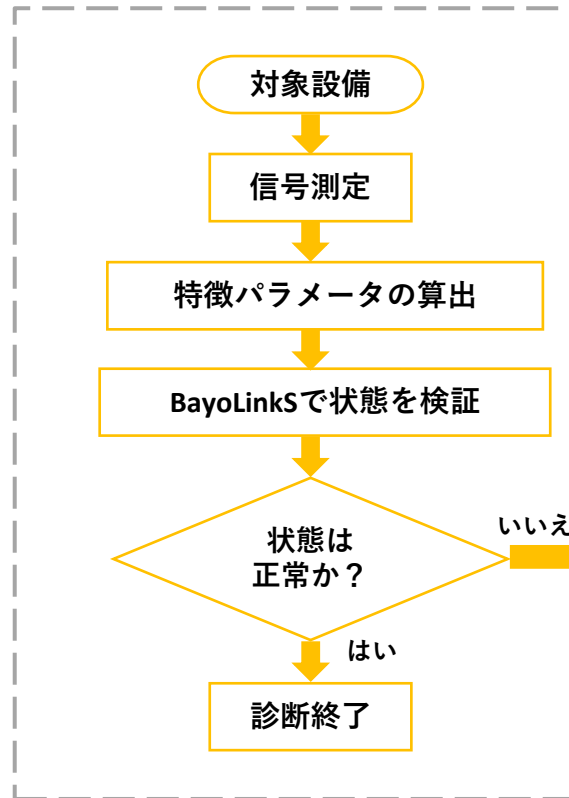 対象設備
信号測定
特徴パラメータの算出
BayoLinkSで状態を検証
状態は
正常か？
いいえ
はい
診断終了